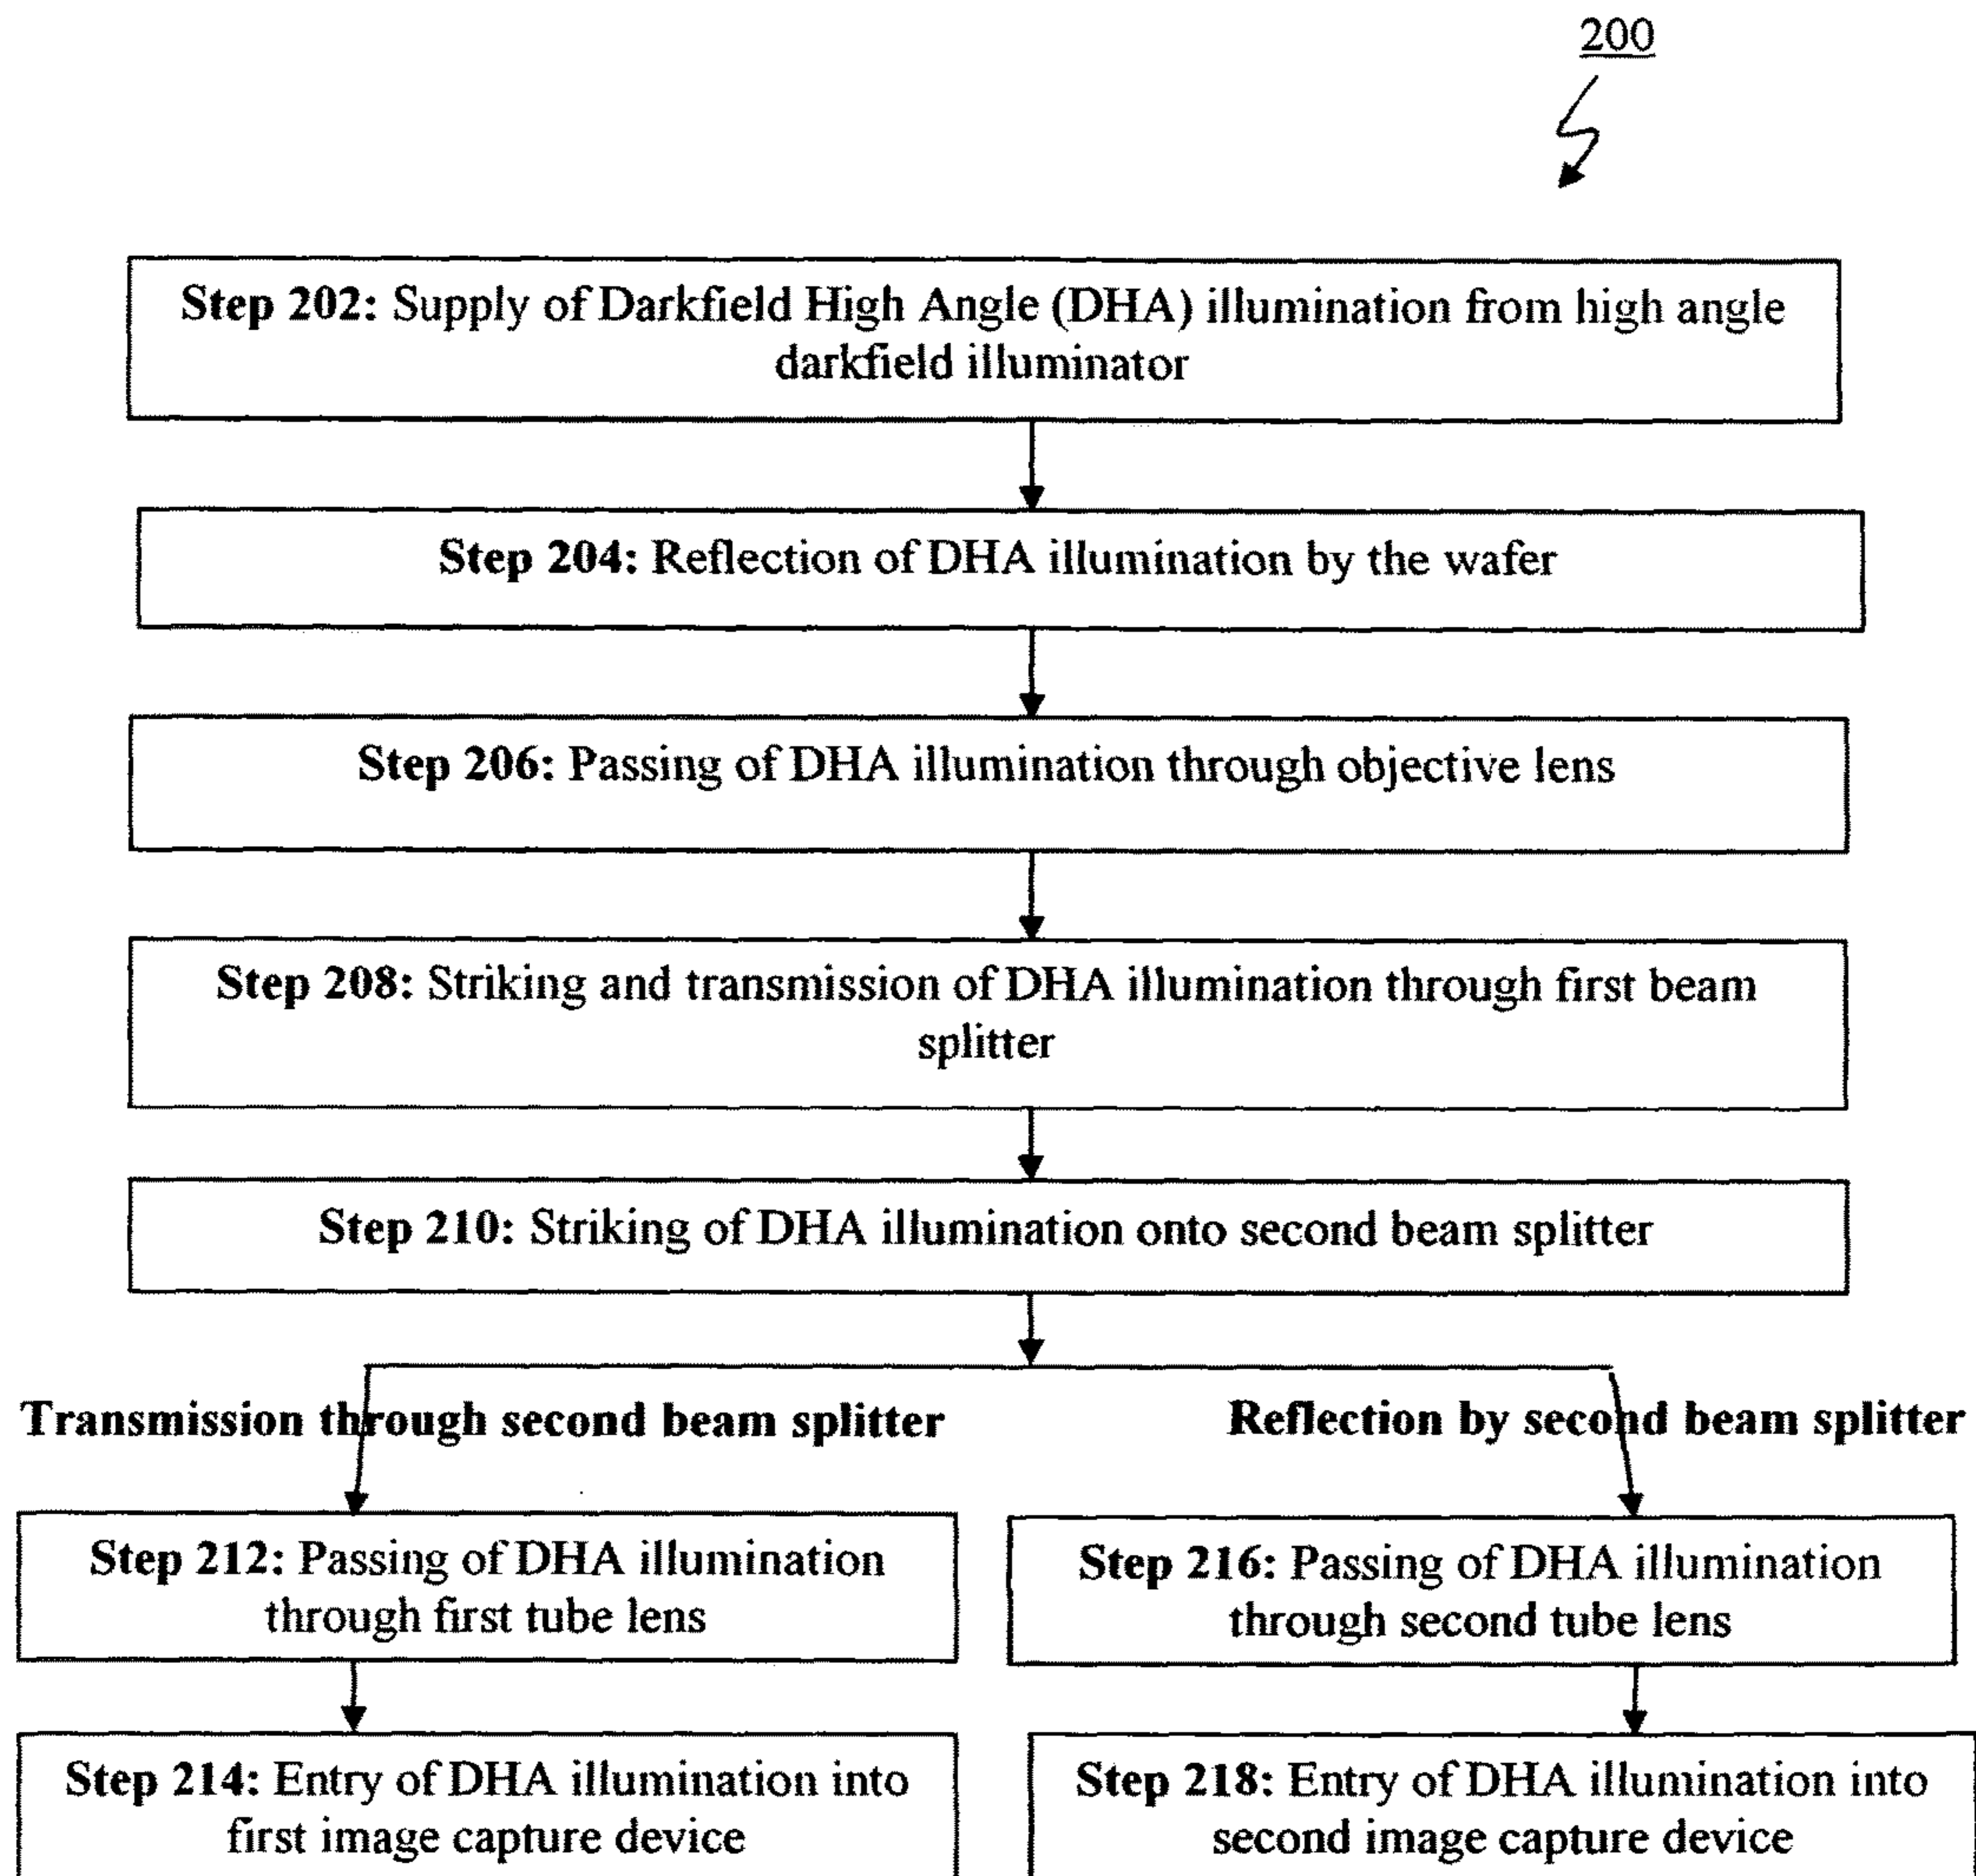 200
Step 202: Supply of Darkfield High Angle (DHA) illumination from high angle
darkfield illuminator
Step 204: Reflection of DHA illumination by the wafer
Step 206: Passing of DHA illumination through objective lens
Step 208: Striking and transmission of DHA illumination through first beam
splitter
Step 210: Striking of DHA illumination onto second beam splitter
Transmission through second beam splitter
Reflection by second beam splitter
Step 212: Passing of DHA illumination
through first tube lens
Step 216: Passing of DHA illumination
through second tube lens
Step 214: Entry of DHA illumination into
first image capture device
Step 218: Entry of DHA illumination into
second image capture device